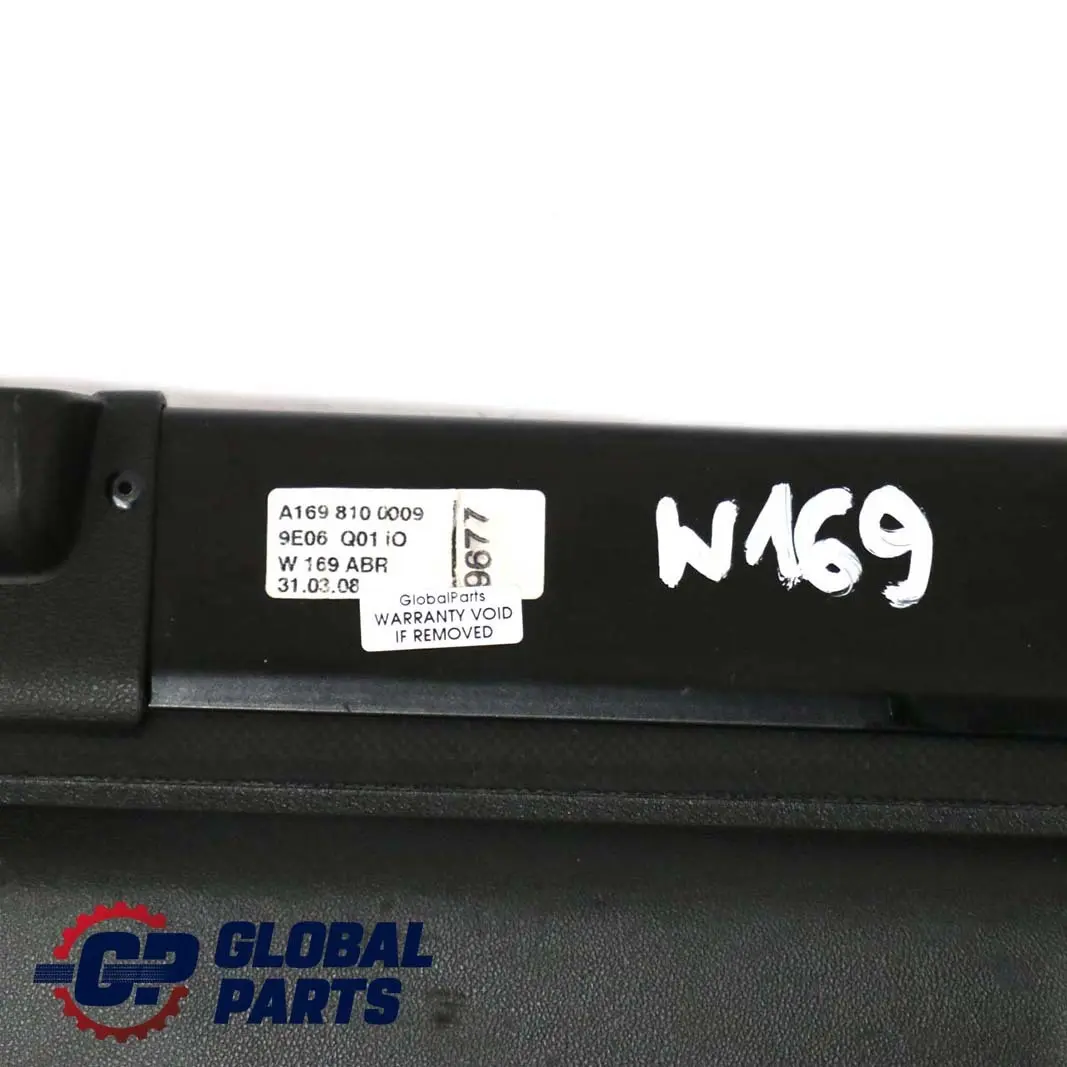 A169 810 0009
9E06 Q01 iO
W 169 ABR
31.03.08
9677
GlobalParts
WARRANTY VOID
IF REMOVED
W169
GP GLOBAL
PARTS